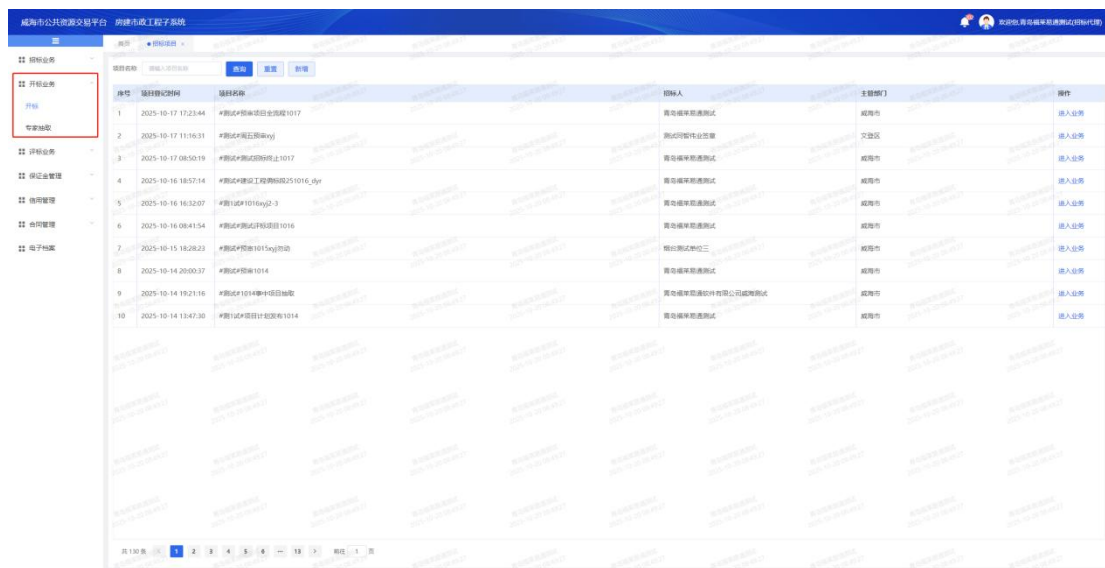 威海市公共资源交易平台 房建市政工程子系统
欢迎您,青岛福莱易通测试(招标代理)
首页 招标项目 ×
招标业务
开标业务
开标
专家抽取
评标业务
保证金管理
信用管理
合同管理
电子档案
项目名称 请输入项目名称 查询 重置 新增
序号 项目登记时间 项目名称 招标人 主管部门 操作
1 2025-10-17 17:23:44 #测试#预审项目全流程1017 青岛福莱易通测试 威海市 进入业务
2 2025-10-17 11:16:31 #测试#周五预审xyj 测试问智伟业签章 文登区 进入业务
3 2025-10-17 08:50:19 #测试#测试招标终止1017 青岛福莱易通测试 威海市 进入业务
4 2025-10-16 18:57:14 #测试#建设工程俩标段251016_dyr 青岛福莱易通测试 威海市 进入业务
5 2025-10-16 16:32:07 #测1试#1016xyj2-3 青岛福莱易通测试 威海市 进入业务
6 2025-10-16 08:41:54 #测试#测试评标项目1016 青岛福莱易通测试 威海市 进入业务
7 2025-10-15 18:28:23 #测试#预审1015xyj勿动 烟台测试单位三 威海市 进入业务
8 2025-10-14 20:00:37 #测试#预审1014 青岛福莱易通测试 威海市 进入业务
9 2025-10-14 19:21:16 #测试#1014事中项目抽取 青岛福莱易通软件有限公司威海测试 威海市 进入业务
10 2025-10-14 13:47:30 #测1试#项目计划发布1014 青岛福莱易通测试 威海市 进入业务
共 130 条 1 2 3 4 5 6 ··· 13 > 前往 1 页